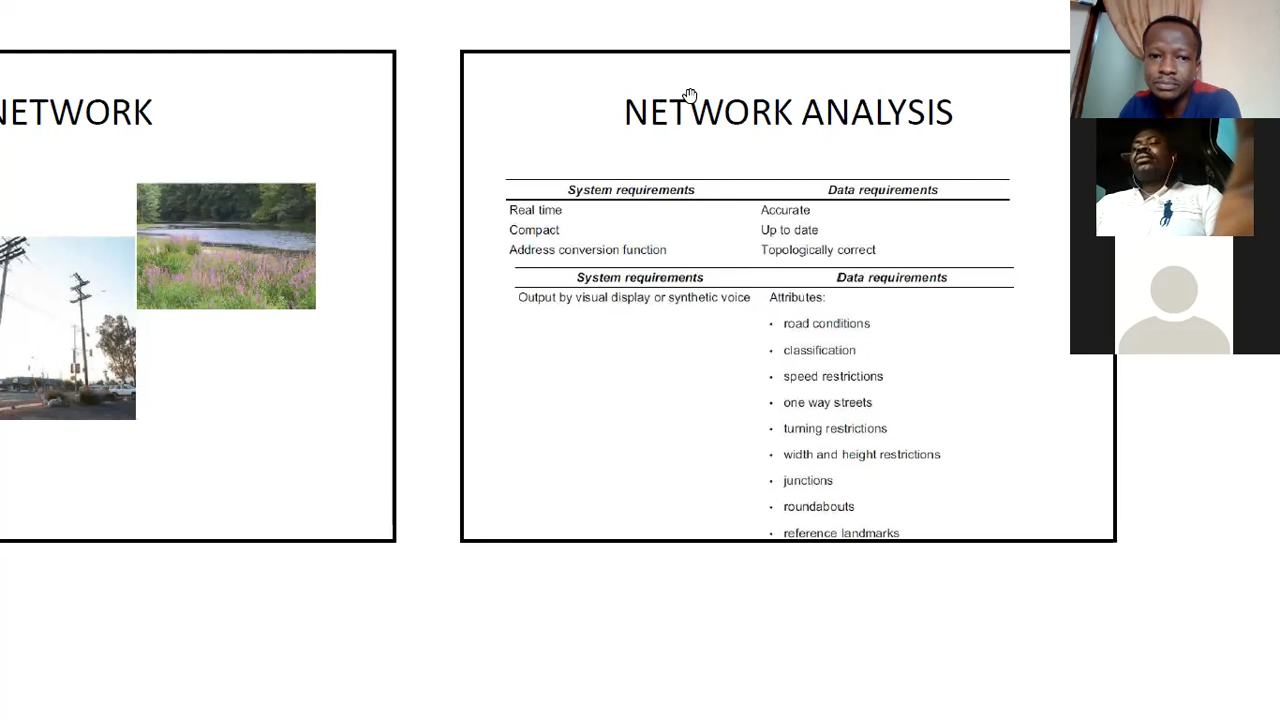 NETWORK
NETWORK ANALYSIS
System requirements Data requirements
Real time Accurate
Compact Up to date
Address conversion function Topologically correct
System requirements Data requirements
Output by visual display or synthetic voice Attributes:
• road conditions
• classification
• speed restrictions
• one way streets
• turning restrictions
• width and height restrictions
• junctions
• roundabouts
• reference landmarks